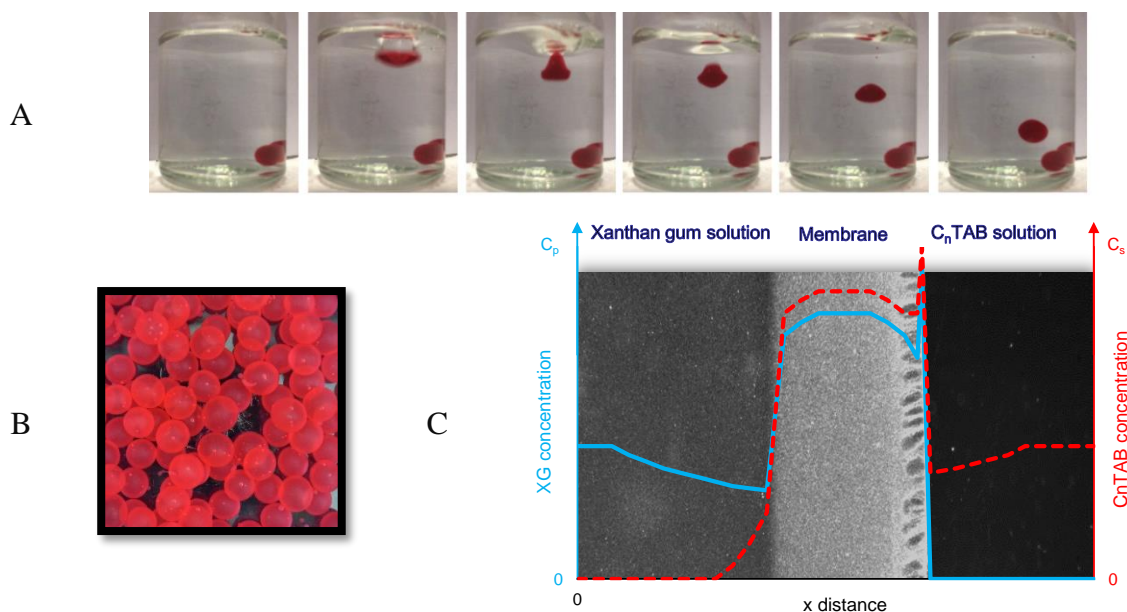 A
Xanthan gum solution
Membrane
CₙTAB solution
Cₚ
Cₛ
B
C
XG concentration
CnTAB concentration
0
0
0
x distance